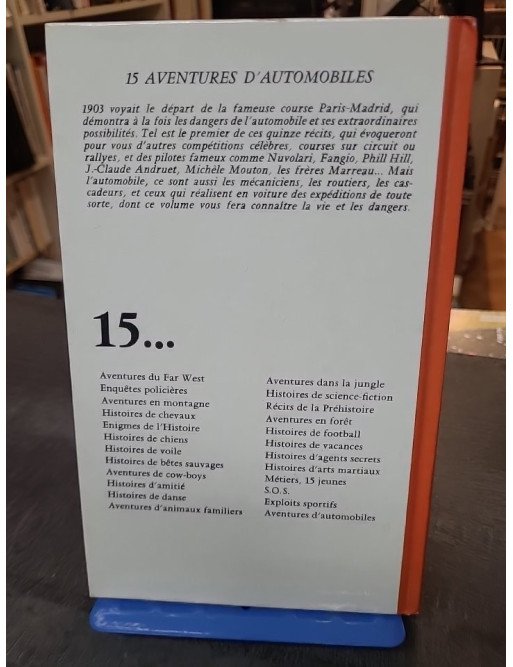 15 AVENTURES D'AUTOMOBILES
1903 voyait le départ de la fameuse course Paris-Madrid, qui
démontra à la fois les dangers de l'automobile et ses extraordinaires
possibilités. Tel est le premier de ces quinze récits, qui évoqueront
pour vous d'autres compétitions célèbres, courses sur circuit ou
rallyes, et des pilotes fameux comme Nuvolari, Fangio, Phill Hill,
J.-Claude Andruet, Michèle Mouton, les frères Marreau... Mais
l'automobile, ce sont aussi les mécaniciens, les routiers, les cas-
cadeurs, et ceux qui réalisent en voiture des expéditions de toute
sorte, dont ce volume vous fera connaître la vie et les dangers.
15...
Aventures du Far West
Enquêtes policières
Aventures en montagne
Histoires de chevaux
Enigmes de l'Histoire
Histoires de chiens
Histoires de voile
Histoires de bêtes sauvages
Aventures de cow-boys
Histoires d'amitié
Histoires de danse
Aventures d'animaux familiers
Aventures dans la jungle
Histoires de science-fiction
Récits de la Préhistoire
Aventures en forêt
Histoires de football
Histoires de vacances
Histoires d'agents secrets
Histoires d'arts martiaux
Métiers, 15 jeunes
S.O.S.
Exploits sportifs
Aventures d'automobiles